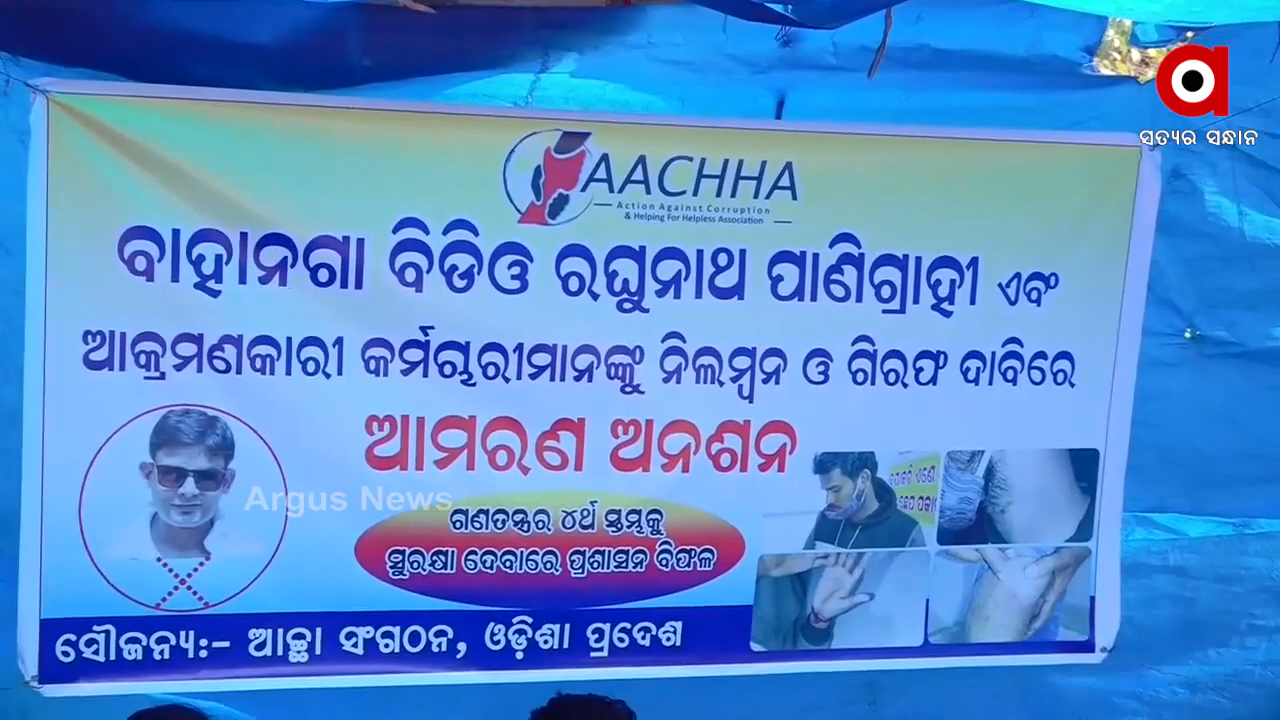 ସତ୍ୟର ସନ୍ଧାନ
AACHHA
Action Against Corruption
& Helping For Helpless Association
ବାହାନଗା ବିଡିଓ ରଘୁନାଥ ପାଣିଗ୍ରାହୀ ଏବଂ
ଆକ୍ରମଣକାରୀ କର୍ମଚାରୀମାନଙ୍କୁ ନିଲମ୍ବନ ଓ ଗିରଫ ଦାବିରେ
ଆମରଣ ଅନଶନ
Argus News
ଗଣତନ୍ତ୍ରର ୪ର୍ଥ ସ୍ତମ୍ଭକୁ
ସୁରକ୍ଷା ଦେବାରେ ପ୍ରଶାସନ ବିଫଳ
ସୌଜନ୍ୟ:- ଆଚ୍ଛା ସଂଗଠନ, ଓଡ଼ିଶା ପ୍ରଦେଶ